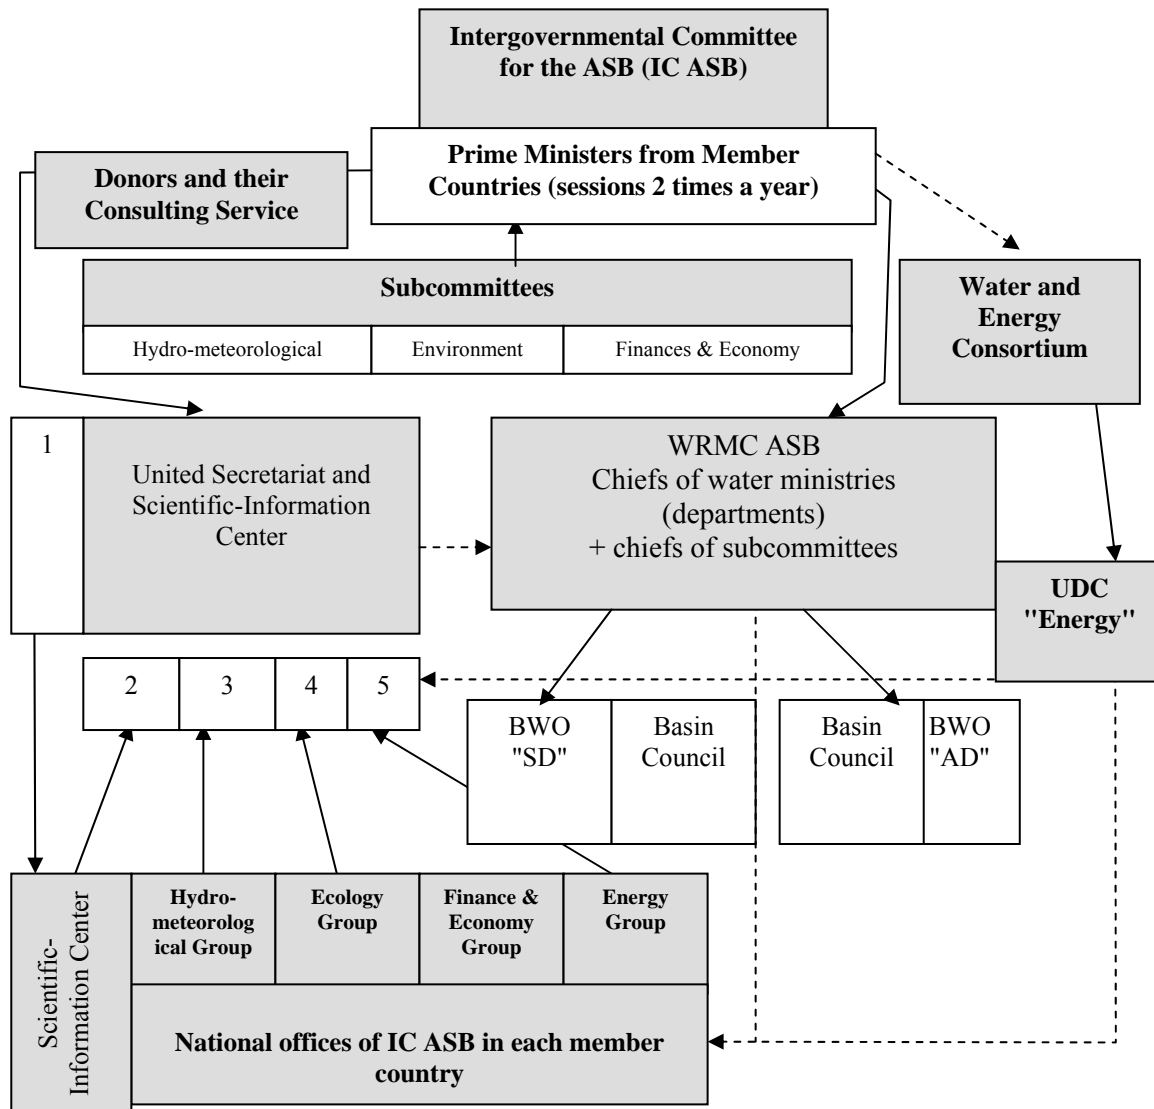 Intergovernmental Committee
for the ASB (IC ASB)
Prime Ministers from Member
Countries (sessions 2 times a year)
Donors and their
Consulting Service
Subcommittees
Hydro-meteorological
Environment
Finances & Economy
Water and
Energy
Consortium
1
United Secretariat and
Scientific-Information
Center
WRMC ASB
Chiefs of water ministries
(departments)
+ chiefs of subcommittees
UDC
"Energy"
2
3
4
5
BWO
"SD"
Basin
Council
Basin
Council
BWO
"AD"
Scientific-
Information Center
Hydro-
meteorolog
ical Group
Ecology
Group
Finance &
Economy
Group
Energy
Group
National offices of IC ASB in each member
country